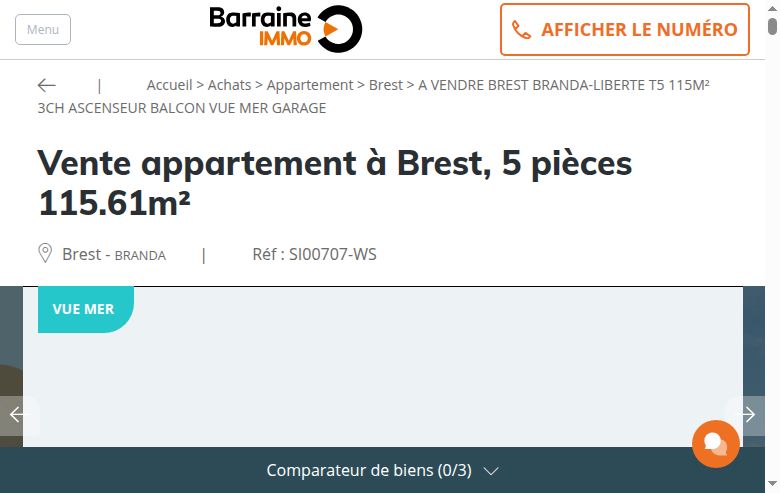 Menu
Barraine
IMMO
AFFICHER LE NUMÉRO
| Accueil > Achats > Appartement > Brest > A VENDRE BREST BRANDA-LIBERTE T5 115M²
3CH ASCENSEUR BALCON VUE MER GARAGE
Vente appartement à Brest, 5 pièces
115.61m²
Brest - BRANDA | Réf : SI00707-WS
VUE MER
Comparateur de biens (0/3)